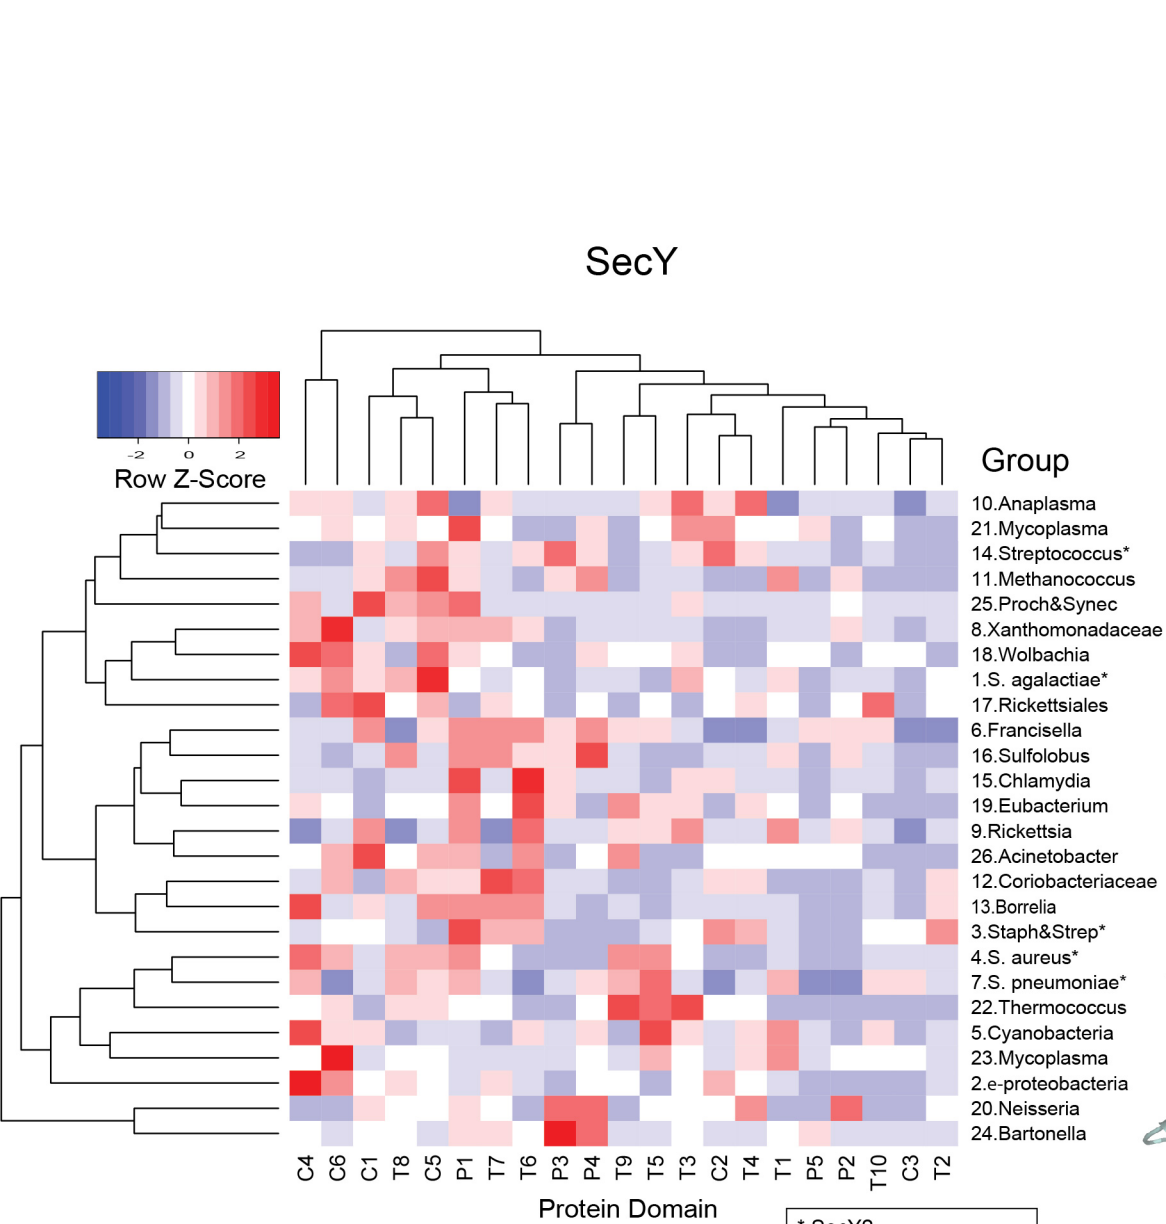 SecY
-2 0 2
Row Z-Score
Group
10.Anaplasma
21.Mycoplasma
14.Streptococcus*
11.Methanococcus
25.Proch&Synec
8.Xanthomonadaceae
18.Wolbachia
1.S. agalactiae*
17.Rickettsiales
6.Francisella
16.Sulfolobus
15.Chlamydia
19.Eubacterium
9.Rickettsia
26.Acinetobacter
12.Coriobacteriaceae
13.Borrelia
3.Staph&Strep*
4.S. aureus*
7.S. pneumoniae*
22.Thermococcus
5.Cyanobacteria
23.Mycoplasma
2.e-proteobacteria
20.Neisseria
24.Bartonella
C4 C6 C1 T8 C5 P1 T7 T6 P3 P4 T9 T5 T3 C2 T4 T1 P5 P2 T10 C3 T2
Protein Domain